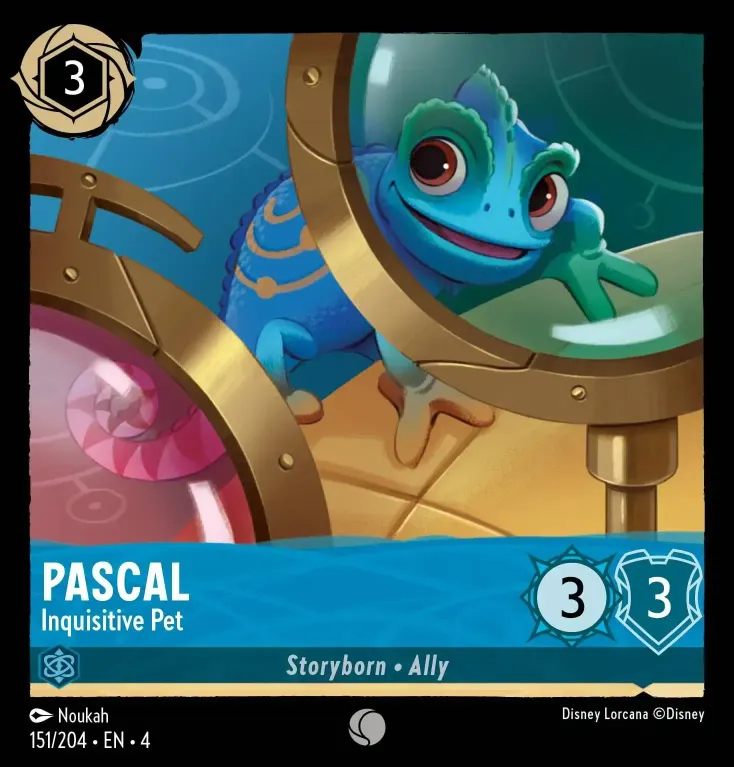 3
PASCAL
Inquisitive Pet
3 3
Storyborn • Ally
Noukah
Disney Lorcana ©Disney
151/204 • EN • 4